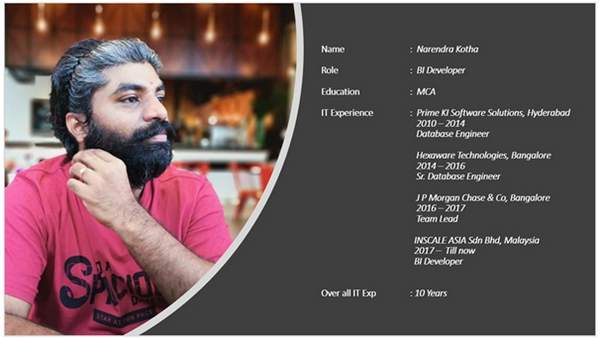 Name : Narendra Kotha
Role : BI Developer
Education : MCA
IT Experience : Prime KI Software Solutions, Hyderabad
2010 – 2014
Database Engineer
Hexaware Technologies, Bangalore
2014 – 2016
Sr. Database Engineer
J P Morgan Chase & Co, Bangalore
2016 – 2017
Team Lead
INSCALE ASIA Sdn Bhd, Malaysia
2017 – Till now
BI Developer
Over all IT Exp : 10 Years